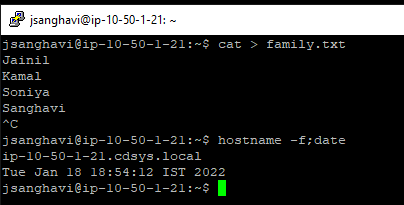 jsanghavi@ip-10-50-1-21: ~
jsanghavi@ip-10-50-1-21:~$ cat > family.txt
Jainil
Kamal
Soniya
Sanghavi
^C
jsanghavi@ip-10-50-1-21:~$ hostname -f;date
ip-10-50-1-21.cdsys.local
Tue Jan 18 18:54:12 IST 2022
jsanghavi@ip-10-50-1-21:~$